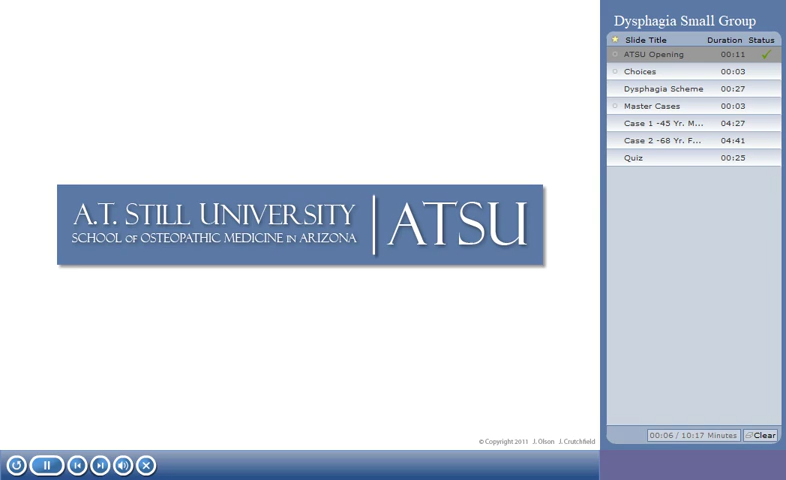 Dysphagia Small Group
Slide Title Duration Status
ATSU Opening 00:11
Choices 00:03
Dysphagia Scheme 00:27
Master Cases 00:03
Case 1 -45 Yr. M... 04:27
Case 2 -68 Yr. F... 04:41
Quiz 00:25
A.T. STILL UNIVERSITY
SCHOOL OF OSTEOPATHIC MEDICINE IN ARIZONA
ATSU
© Copyright 2011 J. Olson J. Crutchfield
00:06 / 10:17 Minutes
Clear